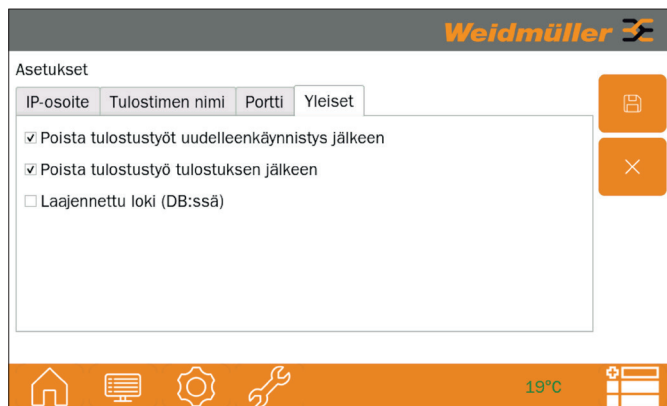 Weidmüller
Asetukset
IP-osoite Tulostimen nimi Portti Yleiset
Poista tulostustyöt uudelleenkäynnistys jälkeen
Poista tulostustyö tulostuksen jälkeen
Laajennettu loki (DB:ssä)
19°C